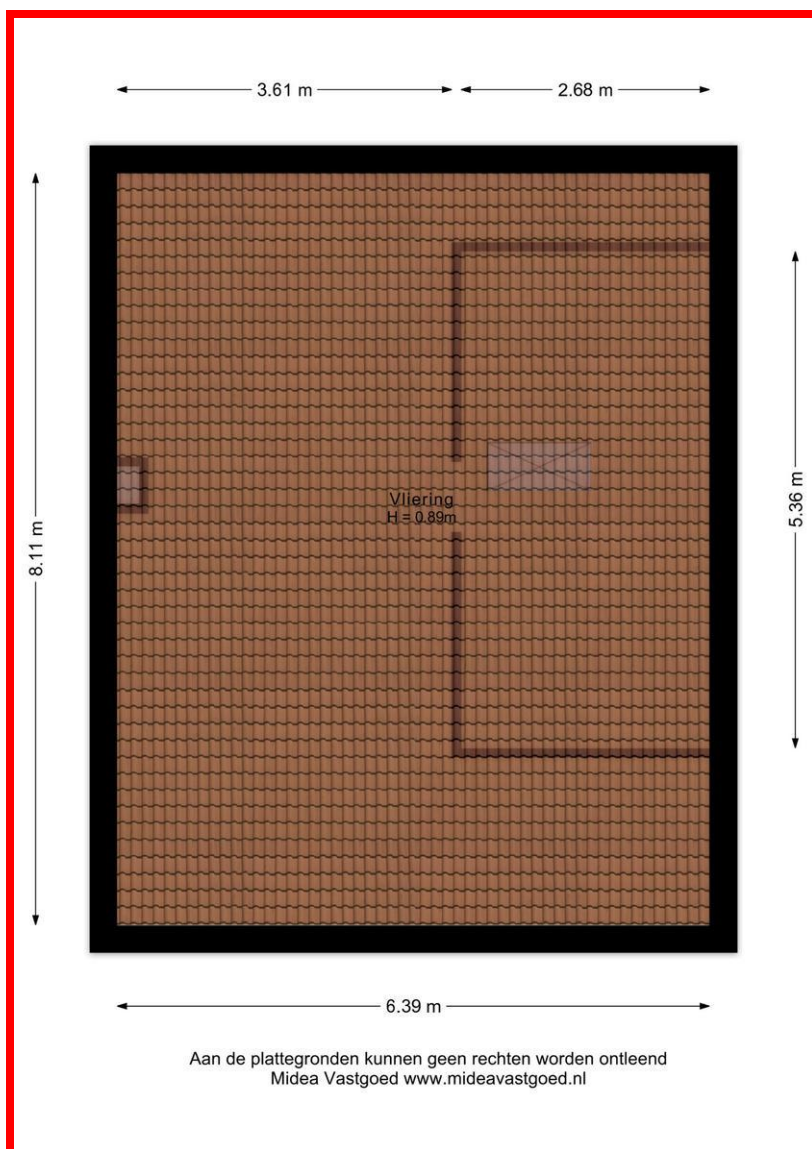 3.61 m
2.68 m
8.11 m
5.36 m
Vliering
H = 0.89m
6.39 m
Aan de plattegronden kunnen geen rechten worden ontleend
Midea Vastgoed www.mideavastgoed.nl